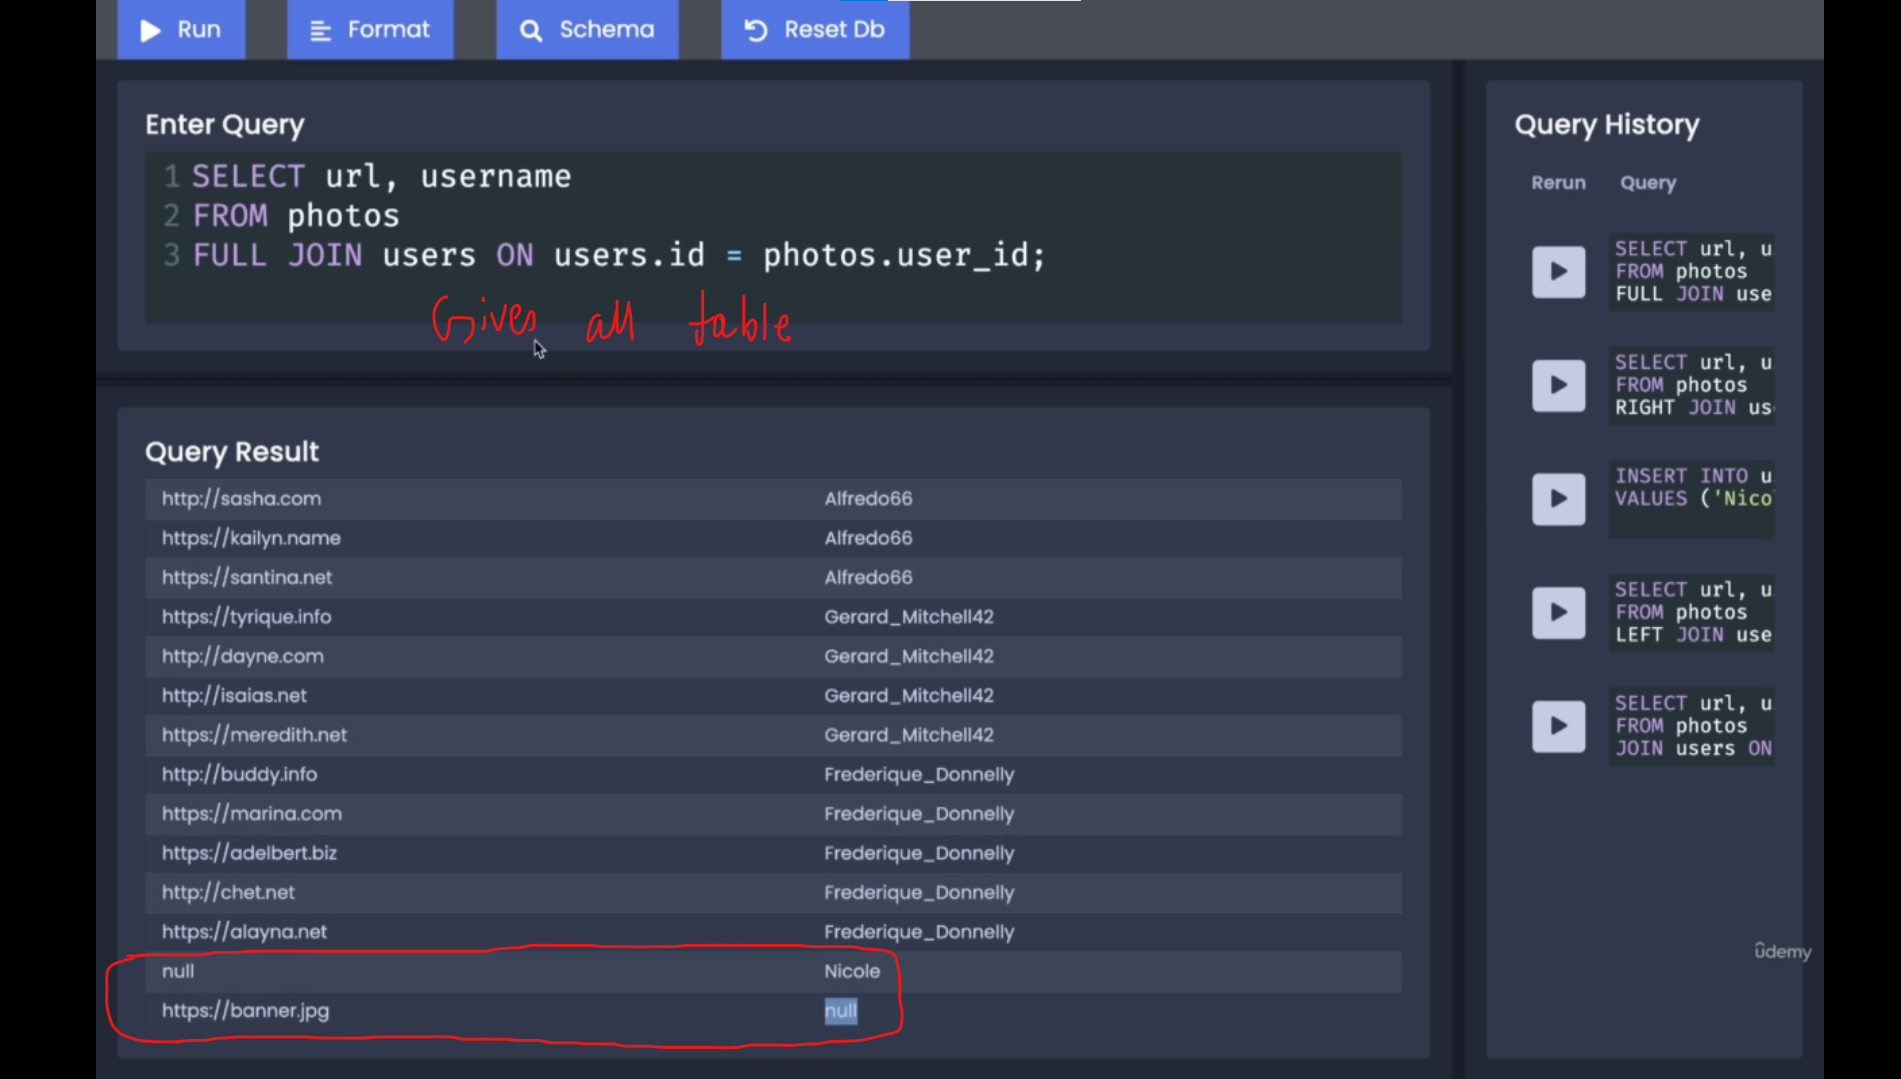 Run Format Schema Reset Db
Enter Query
1 SELECT url, username
2 FROM photos
3 FULL JOIN users ON users.id = photos.user_id;
Gives all table
Query Result
http://sasha.com Alfredo66
https://kailyn.name Alfredo66
https://santina.net Alfredo66
https://tyrique.info Gerard_Mitchell42
http://dayne.com Gerard_Mitchell42
http://isaias.net Gerard_Mitchell42
https://meredith.net Gerard_Mitchell42
http://buddy.info Frederique_Donnelly
https://marina.com Frederique_Donnelly
https://adelbert.biz Frederique_Donnelly
http://chet.net Frederique_Donnelly
https://alayna.net Frederique_Donnelly
null Nicole
https://banner.jpg null
Query History
Rerun Query
SELECT url, u
FROM photos
FULL JOIN use
SELECT url, u
FROM photos
RIGHT JOIN us
INSERT INTO u
VALUES ('Nico
SELECT url, u
FROM photos
LEFT JOIN use
SELECT url, u
FROM photos
JOIN users ON
ûdemy